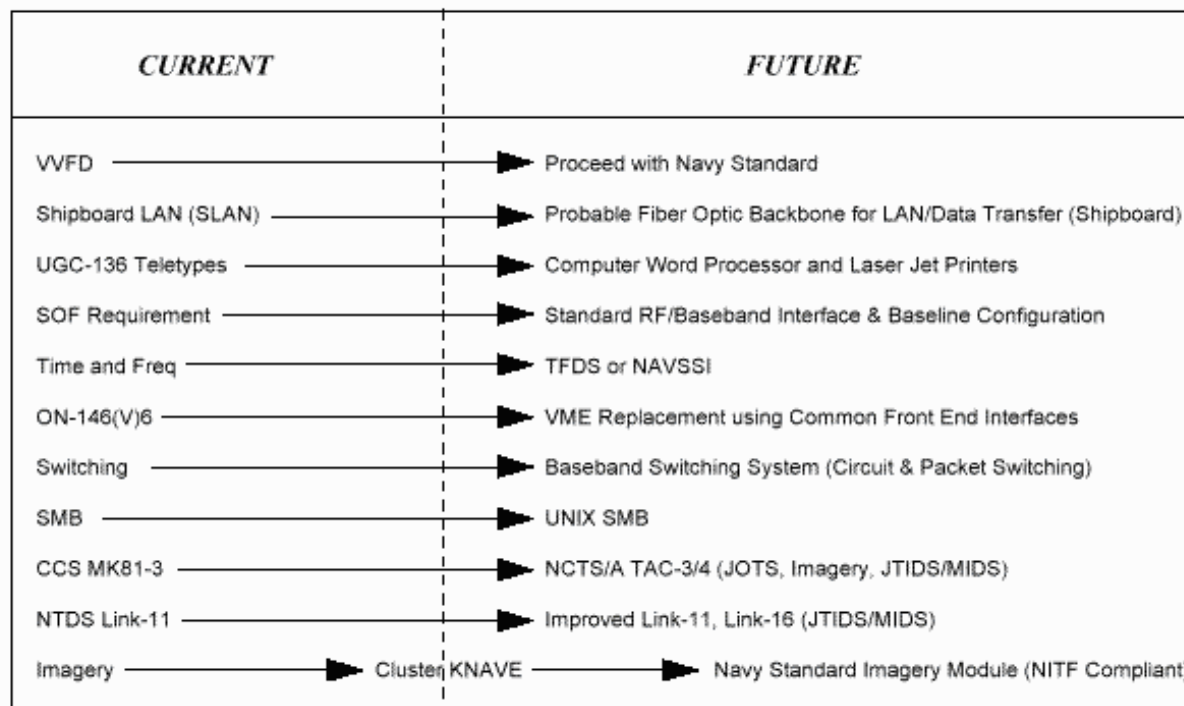 CURRENT FUTURE
VVFD Proceed with Navy Standard
Shipboard LAN (SLAN) Probable Fiber Optic Backbone for LAN/Data Transfer (Shipboard)
UGC-136 Teletypes Computer Word Processor and Laser Jet Printers
SOF Requirement Standard RF/Baseband Interface & Baseline Configuration
Time and Freq TFDS or NAVSSI
ON-146(V)6 VME Replacement using Common Front End Interfaces
Switching Baseband Switching System (Circuit & Packet Switching)
SMB UNIX SMB
CCS MK81-3 NCTS/A TAC-3/4 (JOTS, Imagery, JTIDS/MIDS)
NTDS Link-11 Improved Link-11, Link-16 (JTIDS/MIDS)
Imagery Cluster KNAVE Navy Standard Imagery Module (NITF Compliant)